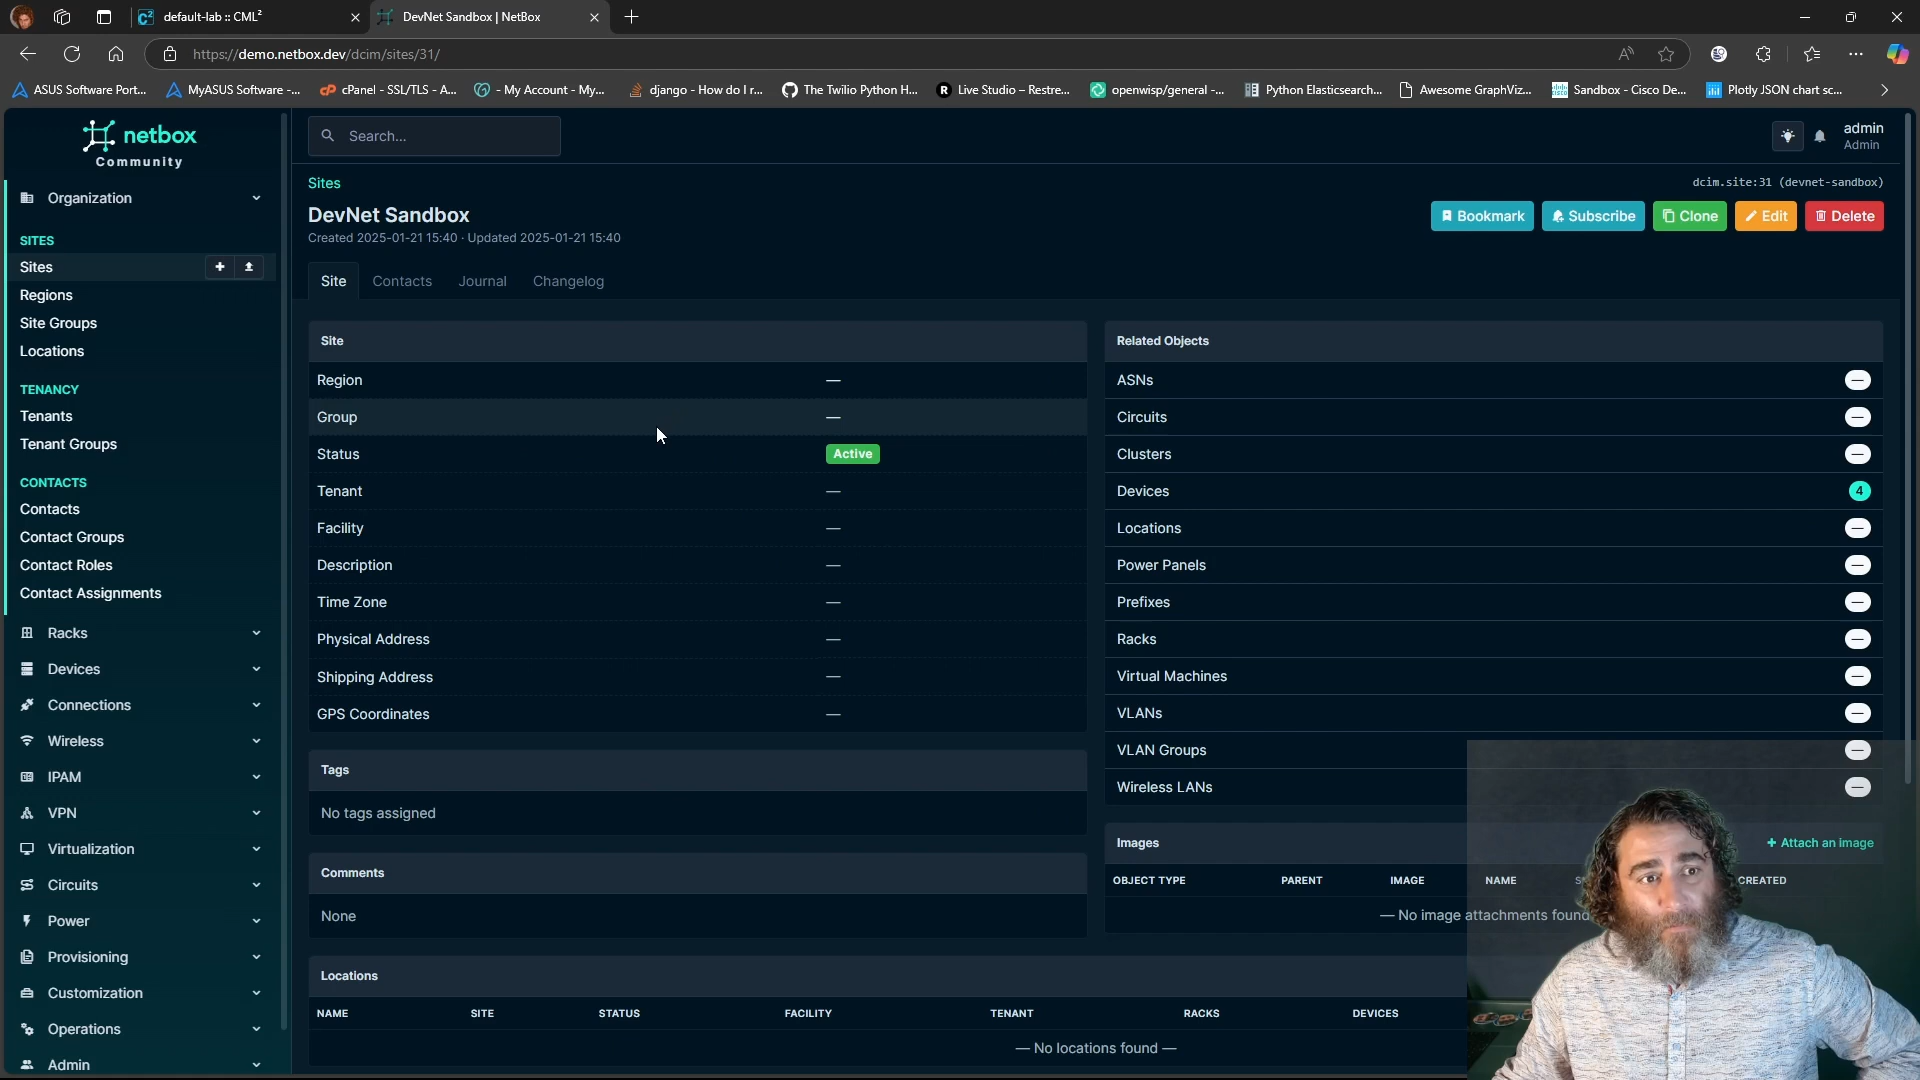 default-lab :: CML²
DevNet Sandbox | NetBox
https://demo.netbox.dev/dcim/sites/31/
ASUS Software Port...
MyASUS Software -...
cPanel - SSL/TLS - A...
- My Account - My...
django - How do I r...
The Twilio Python H...
Live Studio – Restre...
openwisp/general -...
Python Elasticsearch...
Awesome GraphViz...
Sandbox - Cisco De...
Plotly JSON chart sc...
netbox
Community
Search...
admin
Admin
Organization
SITES
Sites
Regions
Site Groups
Locations
TENANCY
Tenants
Tenant Groups
CONTACTS
Contacts
Contact Groups
Contact Roles
Contact Assignments
Racks
Devices
Connections
Wireless
IPAM
VPN
Virtualization
Circuits
Power
Provisioning
Customization
Operations
Admin
Sites
dcim.site:31 (devnet-sandbox)
DevNet Sandbox
Created 2025-01-21 15:40 · Updated 2025-01-21 15:40
Bookmark
Subscribe
Clone
Edit
Delete
Site
Contacts
Journal
Changelog
Site
Region —
Group —
Status Active
Tenant —
Facility —
Description —
Time Zone —
Physical Address —
Shipping Address —
GPS Coordinates —
Tags
No tags assigned
Comments
None
Related Objects
ASNs —
Circuits —
Clusters —
Devices 4
Locations —
Power Panels —
Prefixes —
Racks —
Virtual Machines —
VLANs —
VLAN Groups —
Wireless LANs —
Images
+ Attach an image
OBJECT TYPE PARENT IMAGE NAME CREATED
— No image attachments found
Locations
NAME SITE STATUS FACILITY TENANT RACKS DEVICES
— No locations found —